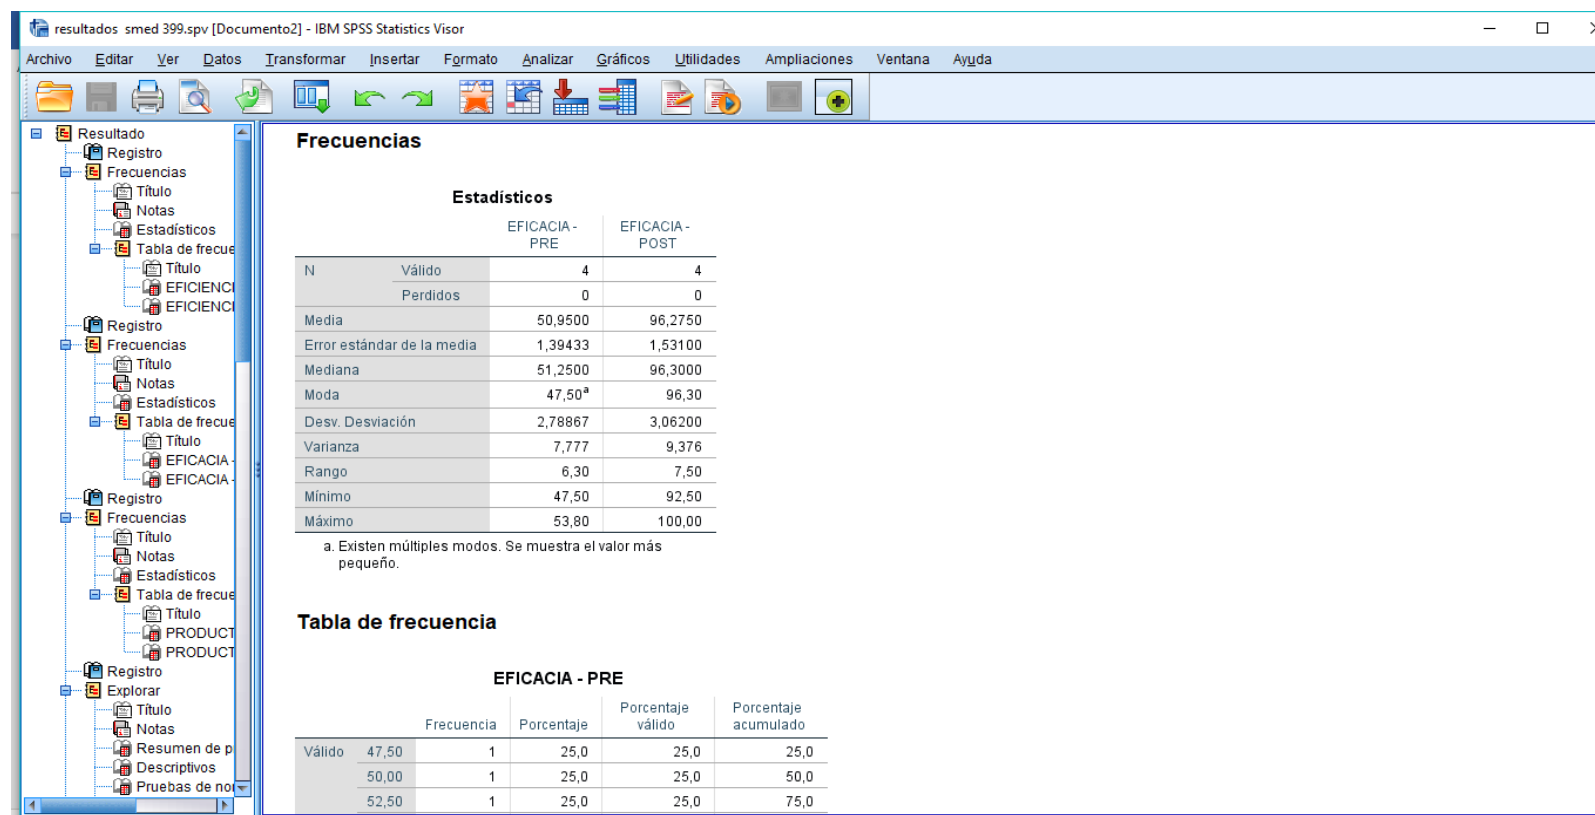 resultados smed 399.spv [Documento2] - IBM SPSS Statistics Visor
Archivo Editar Ver Datos Transformar Insertar Formato Analizar Gráficos Utilidades Ampliaciones Ventana Ayuda
Resultado
Registro
Frecuencias
Título
Notas
Estadísticos
Tabla de frecue
Título
EFICIENCI
EFICIENCI
Registro
Frecuencias
Título
Notas
Estadísticos
Tabla de frecue
Título
EFICACIA -
EFICACIA -
Registro
Frecuencias
Título
Notas
Estadísticos
Tabla de frecue
Título
PRODUCT
PRODUCT
Registro
Explorar
Título
Notas
Resumen de p
Descriptivos
Pruebas de nor
Frecuencias
Estadísticos
EFICACIA - PRE EFICACIA - POST
N Válido 4 4
Perdidos 0 0
Media 50,9500 96,2750
Error estándar de la media 1,39433 1,53100
Mediana 51,2500 96,3000
Moda 47,50a 96,30
Desv. Desviación 2,78867 3,06200
Varianza 7,777 9,376
Rango 6,30 7,50
Mínimo 47,50 92,50
Máximo 53,80 100,00
a. Existen múltiples modos. Se muestra el valor más
pequeño.
Tabla de frecuencia
EFICACIA - PRE
Frecuencia Porcentaje Porcentaje válido Porcentaje acumulado
Válido 47,50 1 25,0 25,0 25,0
50,00 1 25,0 25,0 50,0
52,50 1 25,0 25,0 75,0